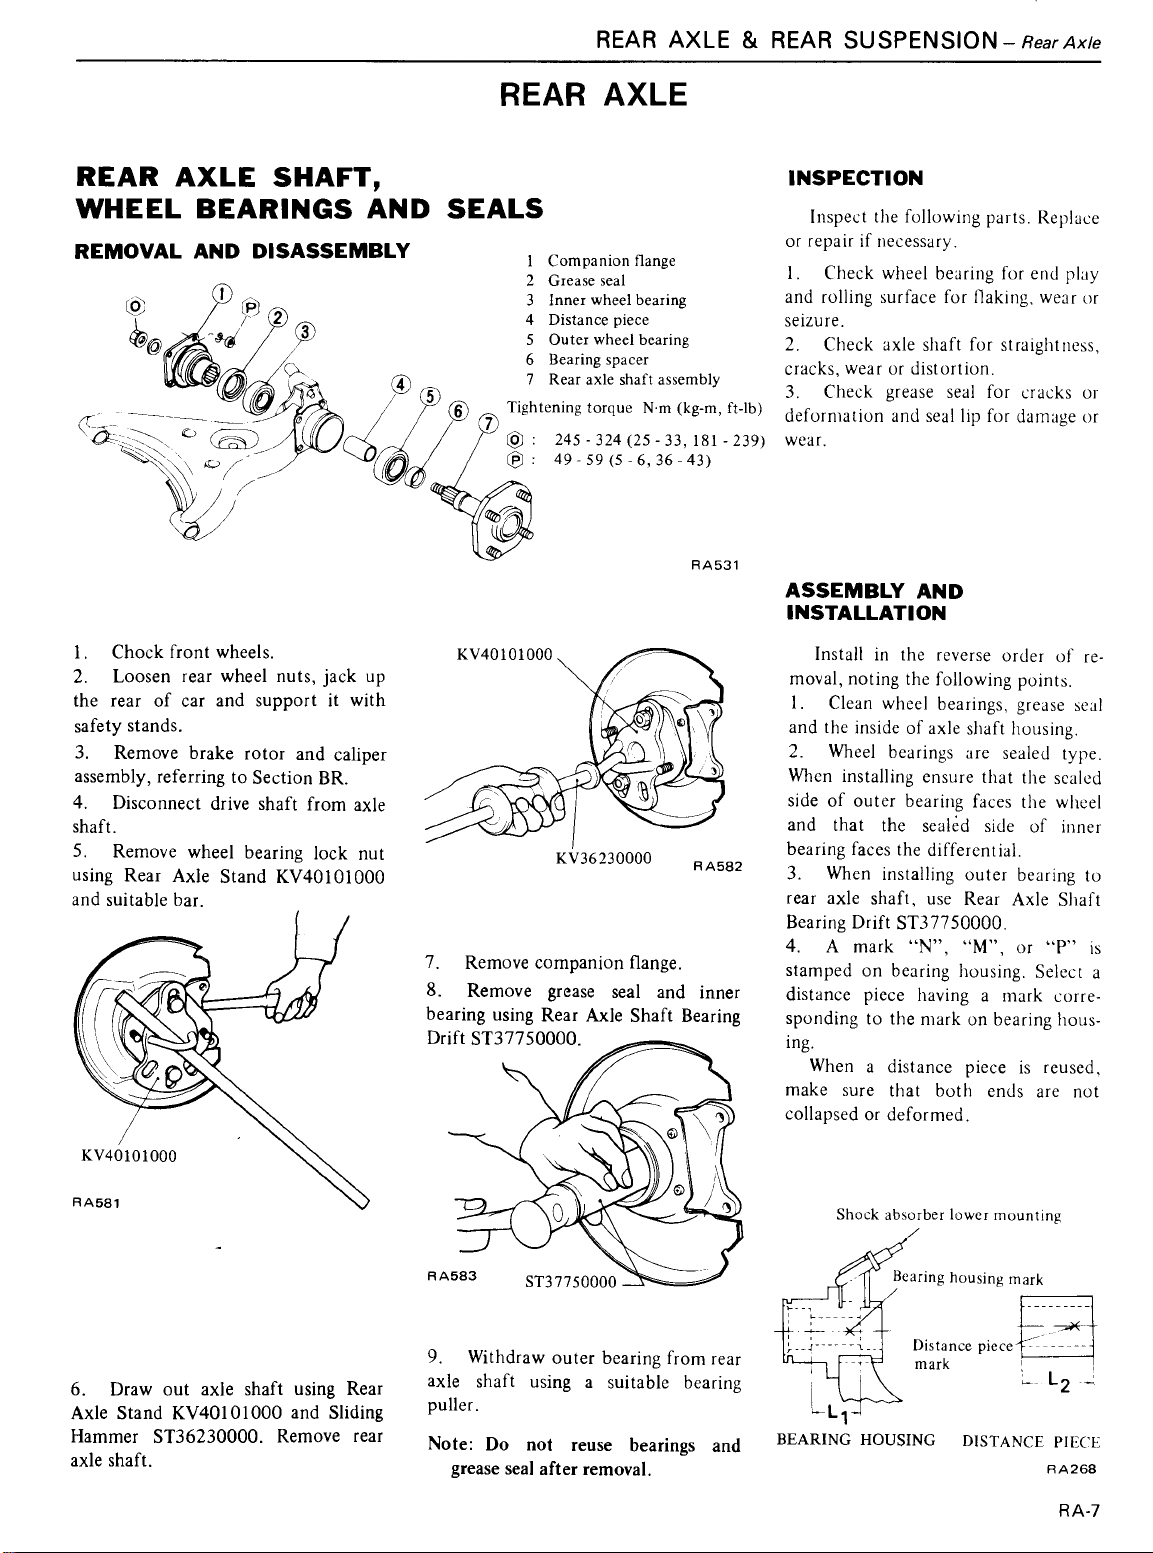 REAR AXLE & REAR SUSPENSION – Rear Axle
REAR AXLE
REAR AXLE SHAFT,
WHEEL BEARINGS AND SEALS
REMOVAL AND DISASSEMBLY
1 Companion flange
2 Grease seal
3 Inner wheel bearing
4 Distance piece
5 Outer wheel bearing
6 Bearing spacer
7 Rear axle shaft assembly
Tightening torque N·m (kg-m, ft-lb)
O : 245 - 324 (25 - 33, 181 - 239)
P : 49 - 59 (5 - 6, 36 - 43)
O
1
P
2
3
4
5
6
7
RA531
1. Chock front wheels.
2. Loosen rear wheel nuts, jack up
the rear of car and support it with
safety stands.
3. Remove brake rotor and caliper
assembly, referring to Section BR.
4. Disconnect drive shaft from axle
shaft.
5. Remove wheel bearing lock nut
using Rear Axle Stand KV40101000
and suitable bar.
KV40101000
RA581
6. Draw out axle shaft using Rear
Axle Stand KV40101000 and Sliding
Hammer ST36230000. Remove rear
axle shaft.
KV40101000
KV36230000
RA582
7. Remove companion flange.
8. Remove grease seal and inner
bearing using Rear Axle Shaft Bearing
Drift ST37750000.
RA583
ST37750000
9. Withdraw outer bearing from rear
axle shaft using a suitable bearing
puller.
Note: Do not reuse bearings and
grease seal after removal.
INSPECTION
Inspect the following parts. Replace
or repair if necessary.
1. Check wheel bearing for end play
and rolling surface for flaking, wear or
seizure.
2. Check axle shaft for straightness,
cracks, wear or distortion.
3. Check grease seal for cracks or
deformation and seal lip for damage or
wear.
ASSEMBLY AND
INSTALLATION
Install in the reverse order of re-
moval, noting the following points.
1. Clean wheel bearings, grease seal
and the inside of axle shaft housing.
2. Wheel bearings are sealed type.
When installing ensure that the sealed
side of outer bearing faces the wheel
and that the sealed side of inner
bearing faces the differential.
3. When installing outer bearing to
rear axle shaft, use Rear Axle Shaft
Bearing Drift ST37750000.
4. A mark “N”, “M”, or “P” is
stamped on bearing housing. Select a
distance piece having a mark corre-
sponding to the mark on bearing hous-
ing.
When a distance piece is reused,
make sure that both ends are not
collapsed or deformed.
Shock absorber lower mounting
Bearing housing mark
Distance piece
mark
L2
L1
BEARING HOUSING
DISTANCE PIECE
RA268
RA-7